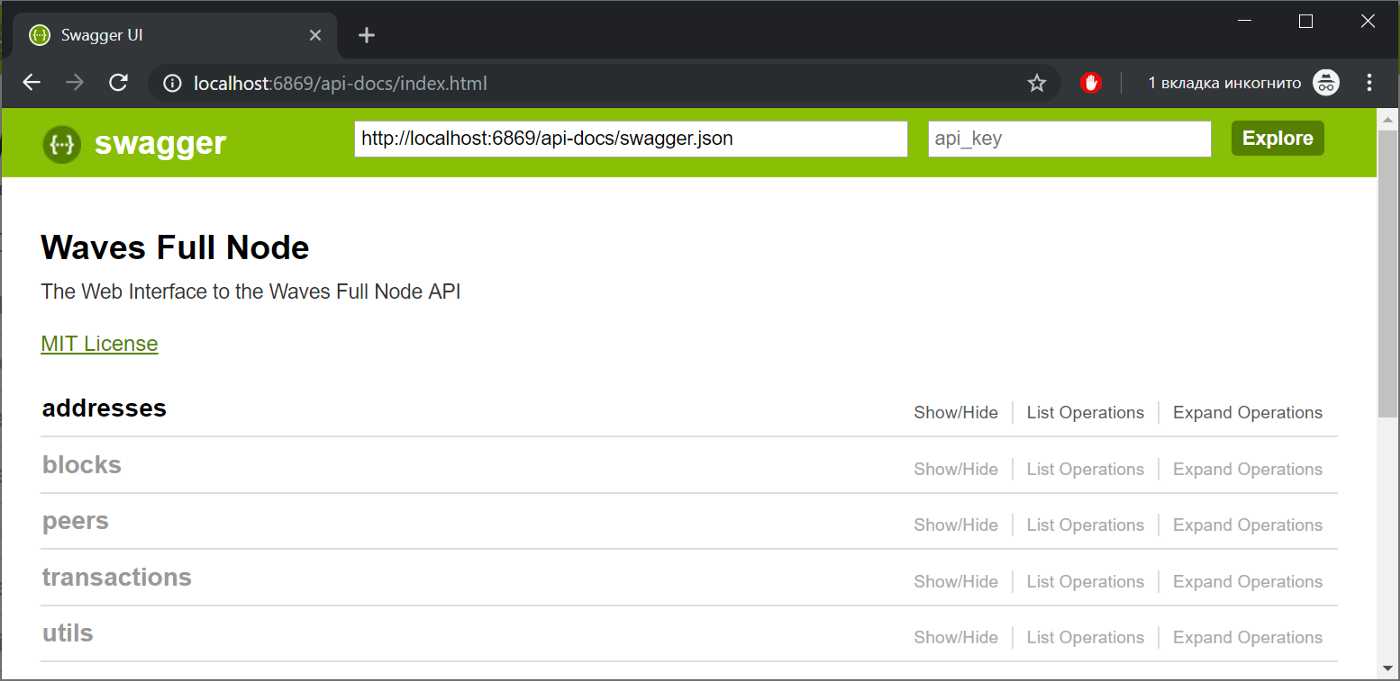 Swagger UI
localhost:6869/api-docs/index.html
1 вкладка инкогнито
{···} swagger
http://localhost:6869/api-docs/swagger.json
api_key
Explore
Waves Full Node
The Web Interface to the Waves Full Node API
MIT License
addresses Show/Hide List Operations Expand Operations
blocks Show/Hide List Operations Expand Operations
peers Show/Hide List Operations Expand Operations
transactions Show/Hide List Operations Expand Operations
utils Show/Hide List Operations Expand Operations